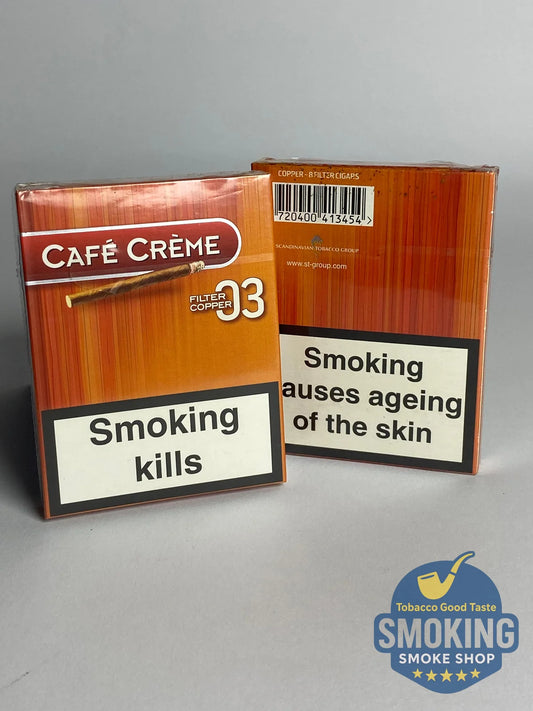 CAFÉ CRÈME
FILTER
COPPER
03
Smoking
kills
COPPER - 8 FILTER CIGARS
720400 413454 >
SCANDINAVIAN TOBACCO GROUP
www.st-group.com
Smoking
auses ageing
of the skin
Tobacco Good Taste
SMOKING
SMOKE SHOP